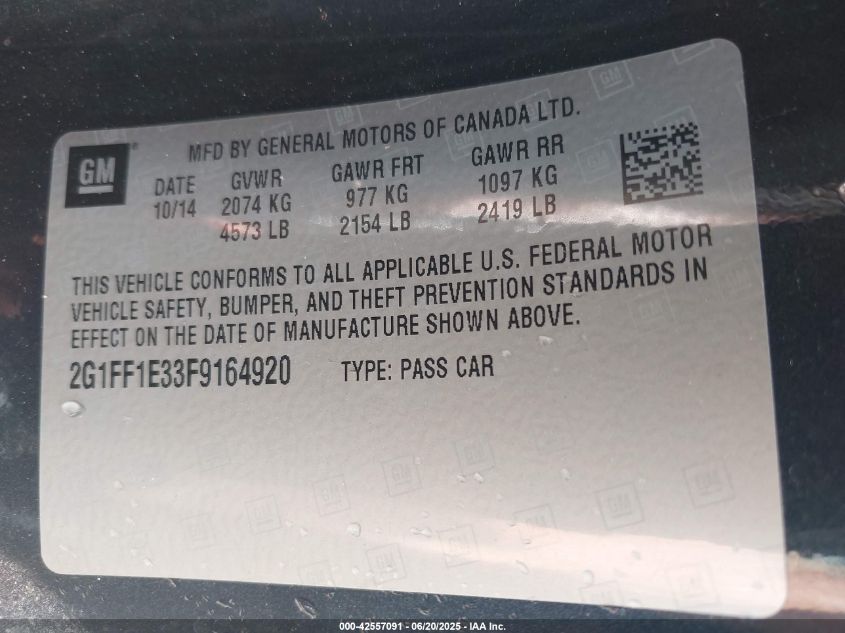 GM
MFD BY GENERAL MOTORS OF CANADA LTD.
DATE GVWR GAWR FRT GAWR RR
10/14 2074 KG 977 KG 1097 KG
4573 LB 2154 LB 2419 LB
THIS VEHICLE CONFORMS TO ALL APPLICABLE U.S. FEDERAL MOTOR
VEHICLE SAFETY, BUMPER, AND THEFT PREVENTION STANDARDS IN
EFFECT ON THE DATE OF MANUFACTURE SHOWN ABOVE.
2G1FF1E33F9164920 TYPE: PASS CAR
000-42557091 - 06/20/2025 - IAA Inc.